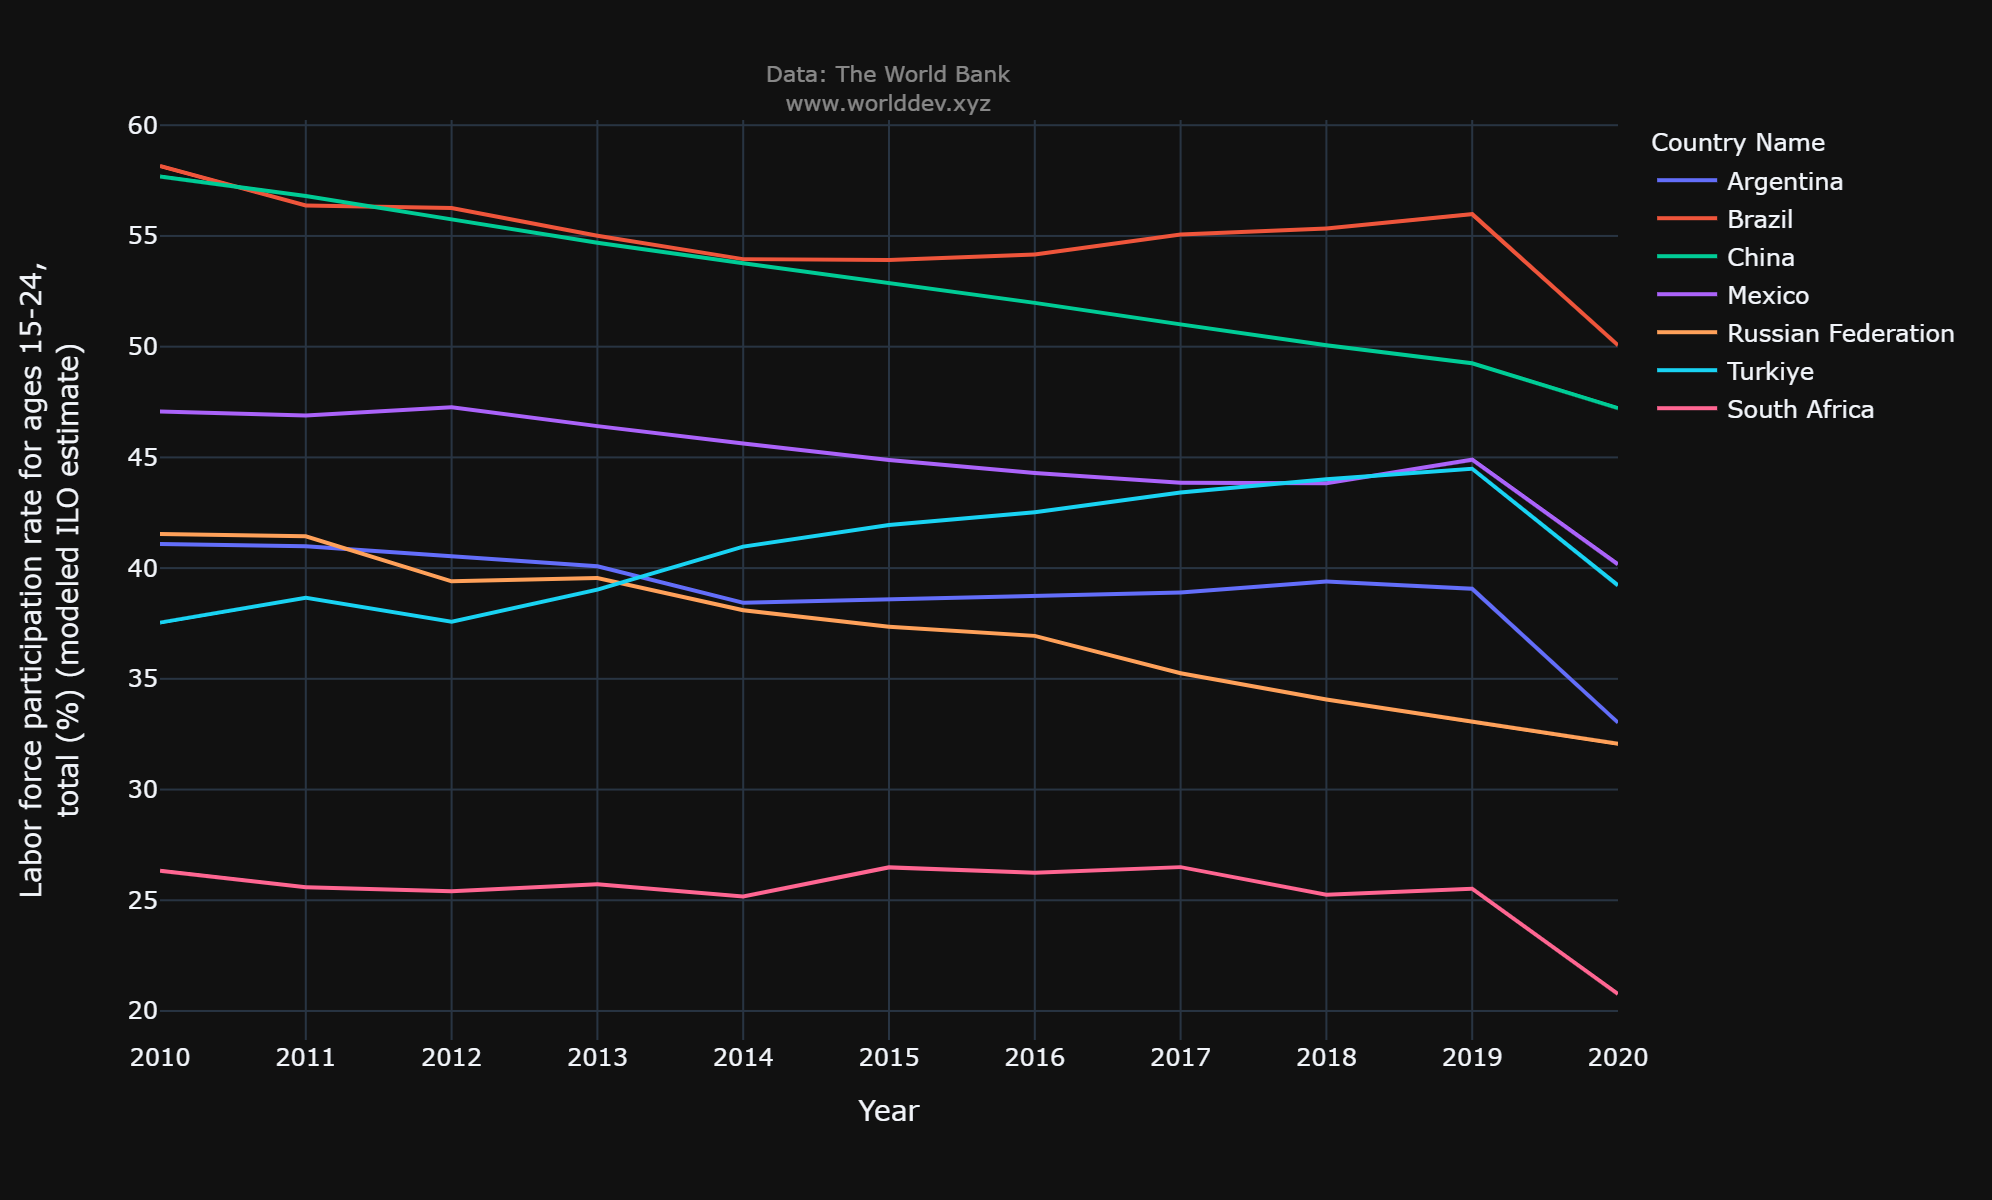 Data: The World Bank
www.worlddev.xyz
Labor force participation rate for ages 15-24,
total (%) (modeled ILO estimate)
60
55
50
45
40
35
30
25
20
2010 2011 2012 2013 2014 2015 2016 2017 2018 2019 2020
Year
Country Name
Argentina
Brazil
China
Mexico
Russian Federation
Turkiye
South Africa